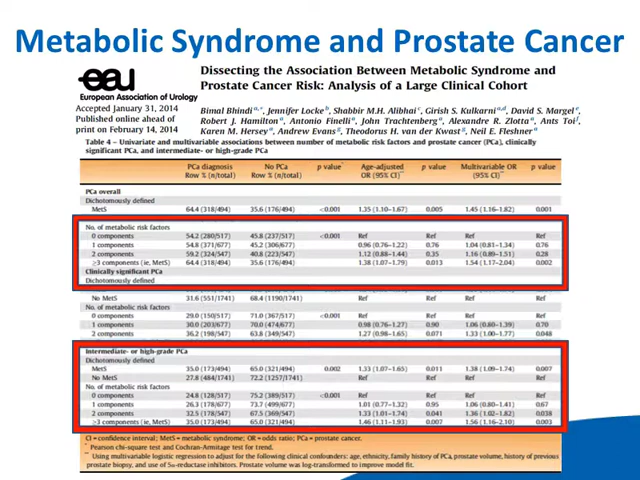 Metabolic Syndrome and Prostate Cancer
eau
European Association of Urology
Accepted January 31, 2014
Published online ahead of
print on February 14, 2014
Dissecting the Association Between Metabolic Syndrome and
Prostate Cancer Risk: Analysis of a Large Clinical Cohort
Bimal Bhindi, Jennifer Locke, Shabbir M.H. Alibhai, Girish S. Kulkarni, David S. Margel,
Robert J. Hamilton, Antonio Finelli, John Trachtenberg, Alexandre R. Zlotta, Ants Toi,
Karen M. Hersey, Andrew Evans, Theodorus H. van der Kwast, Neil E. Fleshner
Table 4 – Univariate and multivariable associations between number of metabolic risk factors and prostate cancer (PCa), clinically
significant PCa, and intermediate- or high-grade PCa
PCa diagnosis No PCa p value Age-adjusted p value Multivariable OR p value
Row % (n/total) Row % (n/total) OR (95% CI) (95% CI)
PCa overall
Dichotomously defined
MetS 64.4 (318/494) 35.6 (176/494) <0.001 1.35 (1.10–1.67) 0.005 1.45 (1.16–1.82) 0.001
No. of metabolic risk factors
0 components 54.2 (280/517) 45.8 (237/517) <0.001 Ref Ref Ref Ref
1 components 54.8 (371/677) 45.2 (306/677) 0.96 (0.76–1.22) 0.76 1.04 (0.81–1.34) 0.76
2 components 59.2 (324/547) 40.8 (223/547) 1.12 (0.88–1.44) 0.35 1.16 (0.89–1.51) 0.28
≥3 components (ie, MetS) 64.4 (318/494) 35.6 (176/494) 1.38 (1.07–1.79) 0.013 1.54 (1.17–2.04) 0.002
Clinically significant PCa
Dichotomously defined
No MetS 31.6 (551/1741) 68.4 (1190/1741) Ref Ref Ref Ref
No. of metabolic risk factors
0 components 29.0 (150/517) 71.0 (367/517) <0.001 Ref Ref Ref Ref
1 components 30.0 (203/677) 70.0 (474/677) 0.98 (0.76–1.27) 0.90 1.06 (0.80–1.39) 0.70
2 components 36.2 (198/547) 63.8 (349/547) 1.27 (0.98–1.65) 0.071 1.33 (1.00–1.77) 0.048
Intermediate- or high-grade PCa
Dichotomously defined
MetS 35.0 (173/494) 65.0 (321/494) 0.002 1.33 (1.07–1.65) 0.011 1.38 (1.09–1.74) 0.007
No MetS 27.8 (484/1741) 72.2 (1257/1741) Ref Ref Ref Ref
No. of metabolic risk factors
0 components 24.8 (128/517) 75.2 (389/517) <0.001 Ref Ref Ref Ref
1 components 26.3 (178/677) 73.7 (499/677) 1.01 (0.77–1.32) 0.95 1.06 (0.80–1.41) 0.67
2 components 32.5 (178/547) 67.5 (369/547) 1.33 (1.01–1.74) 0.041 1.36 (1.02–1.82) 0.038
≥3 components (ie, MetS) 35.0 (173/494) 65.0 (321/494) 1.46 (1.11–1.93) 0.007 1.56 (1.16–2.10) 0.003
CI = confidence interval; MetS = metabolic syndrome; OR = odds ratio; PCa = prostate cancer.
* Pearson chi-square test and Cochran-Armitage test for trend.
** Using multivariable logistic regression to adjust for the following clinical confounders: age, ethnicity, family history of PCa, prostate volume, history of previous
prostate biopsy, and use of 5α-reductase inhibitors. Prostate volume was log-transformed to improve model fit.